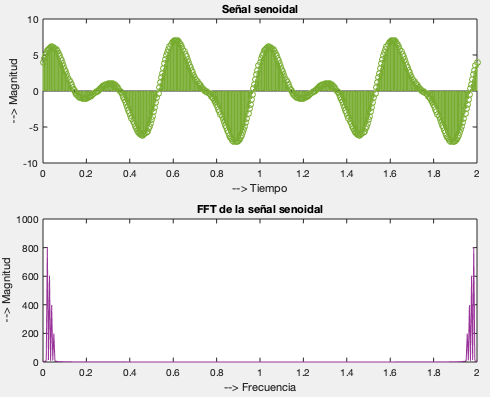 Señal senoidal
10
5
0
-5
-10
--> Magnitud
0 0.2 0.4 0.6 0.8 1 1.2 1.4 1.6 1.8 2
--> Tiempo
FFT de la señal senoidal
1000
800
600
400
200
0
--> Magnitud
0 0.2 0.4 0.6 0.8 1 1.2 1.4 1.6 1.8 2
--> Frecuencia